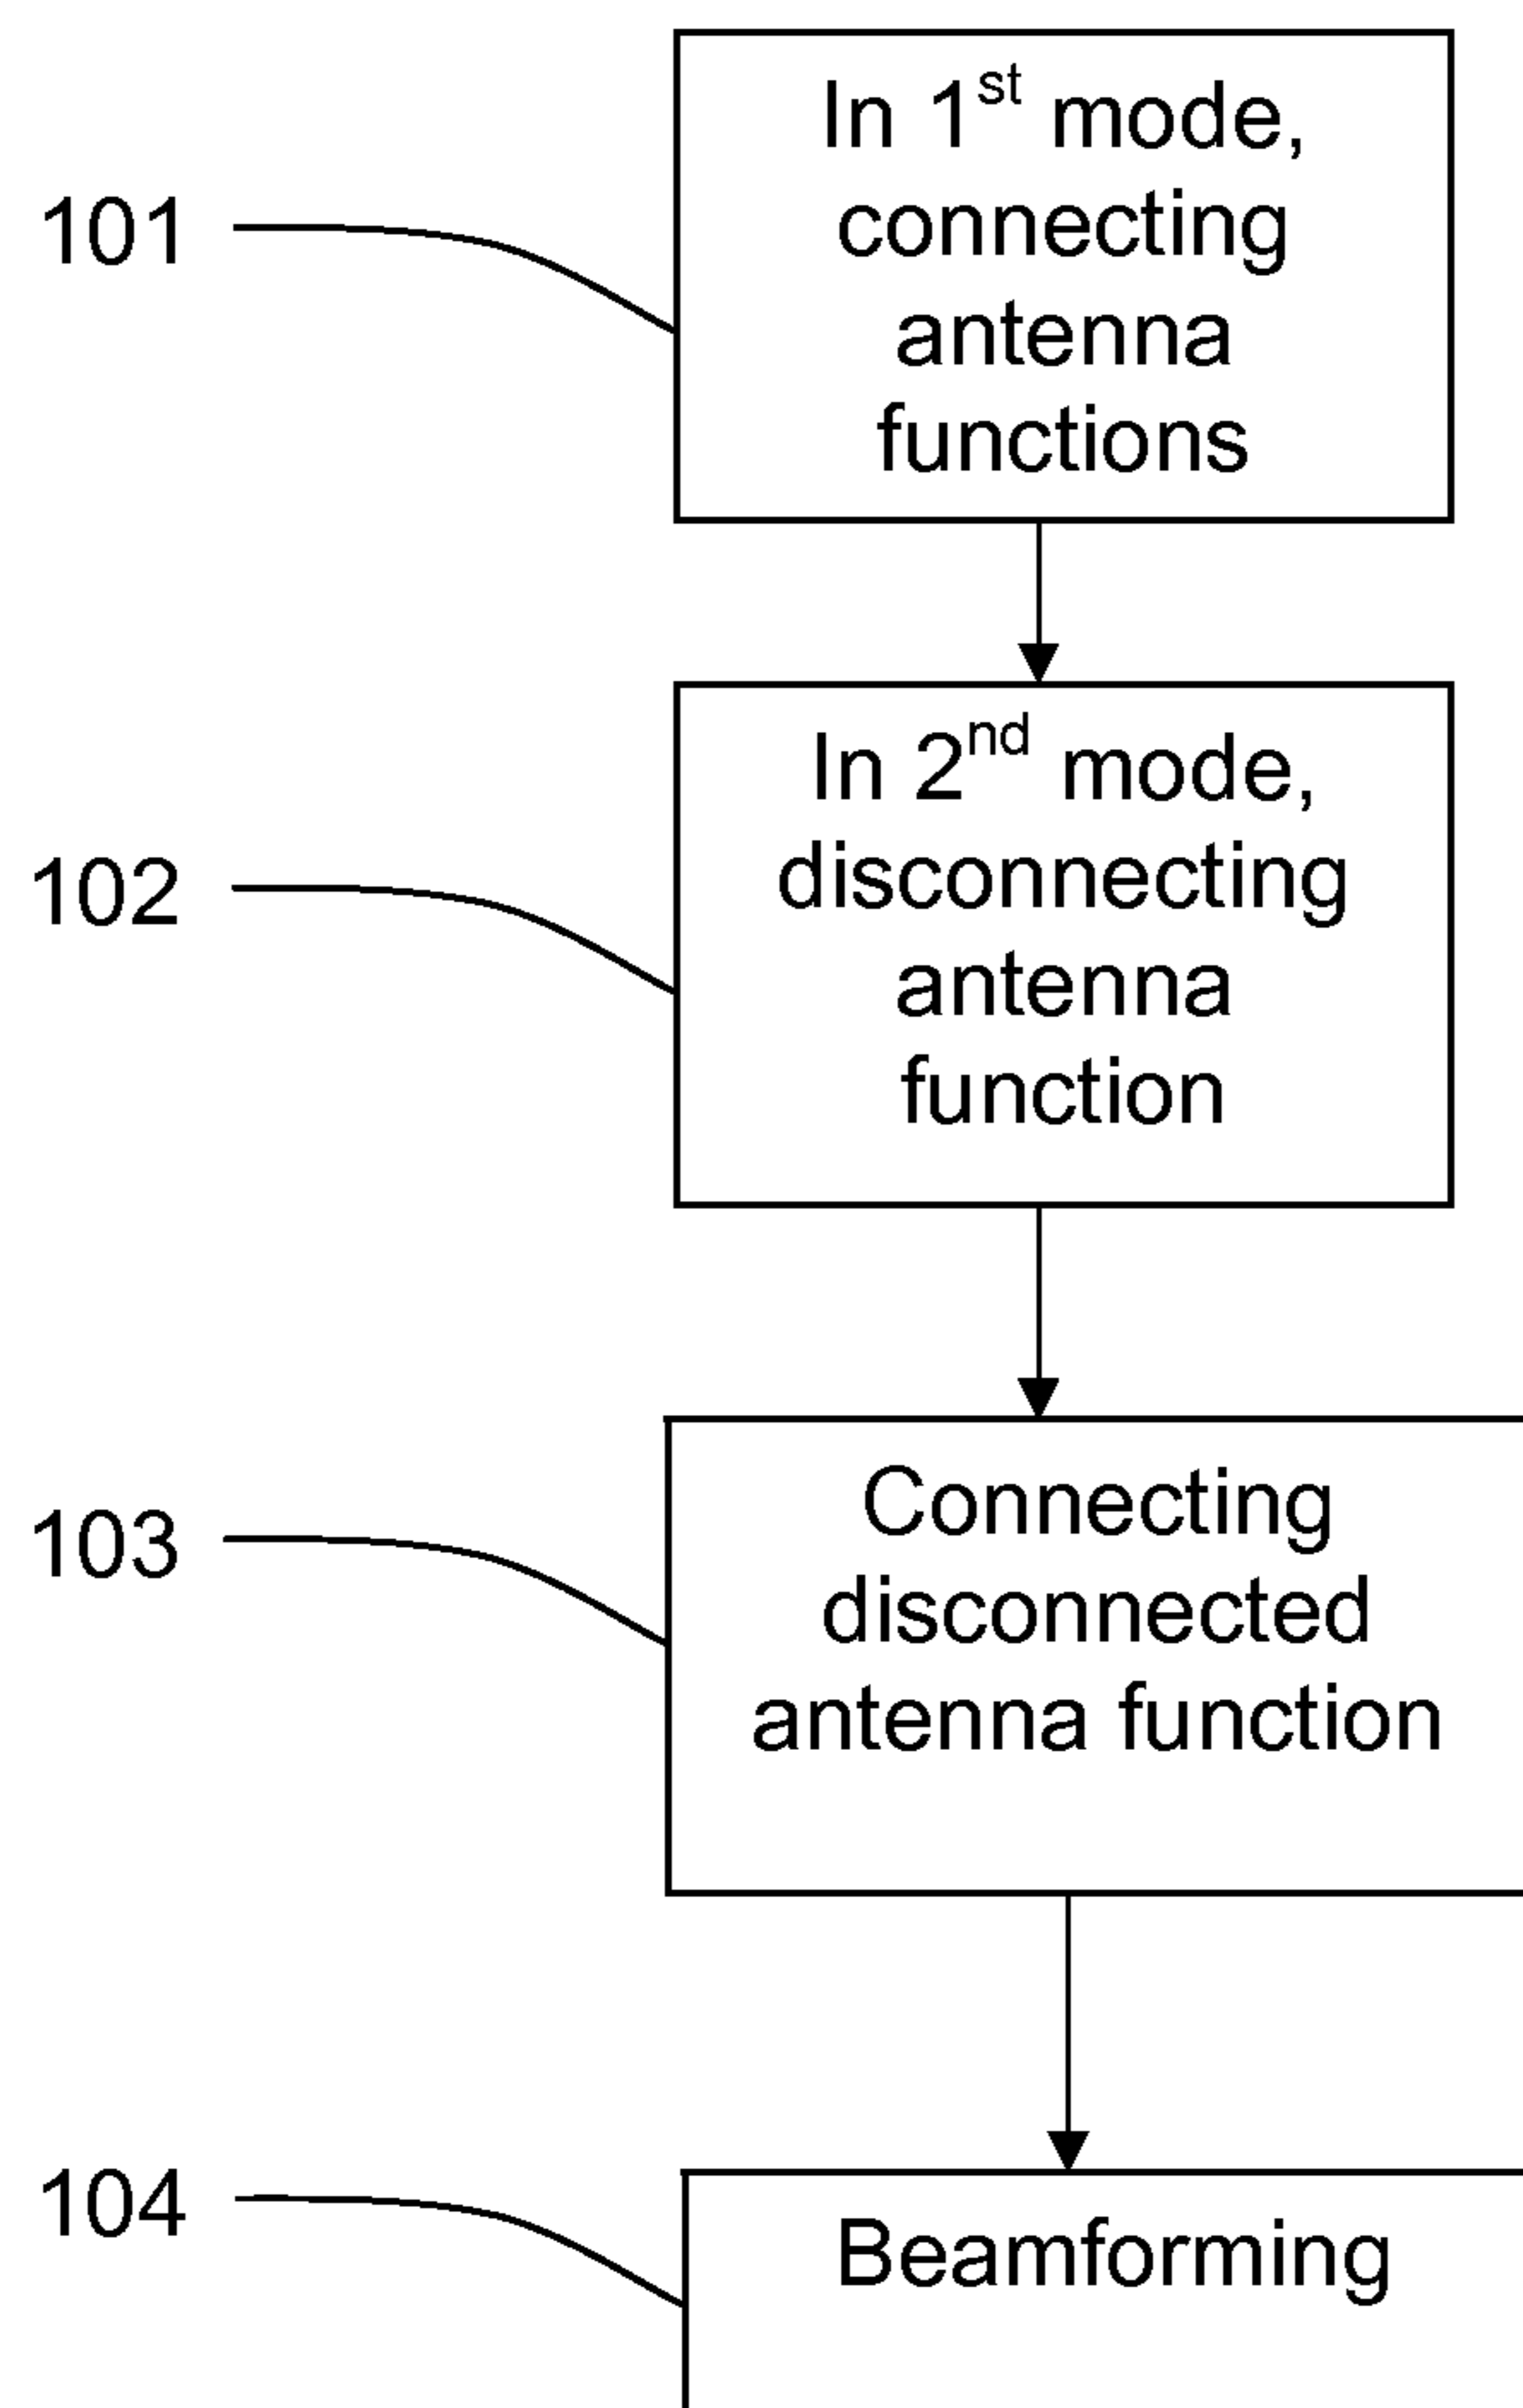 In 1st mode,
connecting
antenna
functions
101
In 2nd mode,
disconnecting
antenna
function
102
Connecting
disconnected
antenna function
103
Beamforming
104